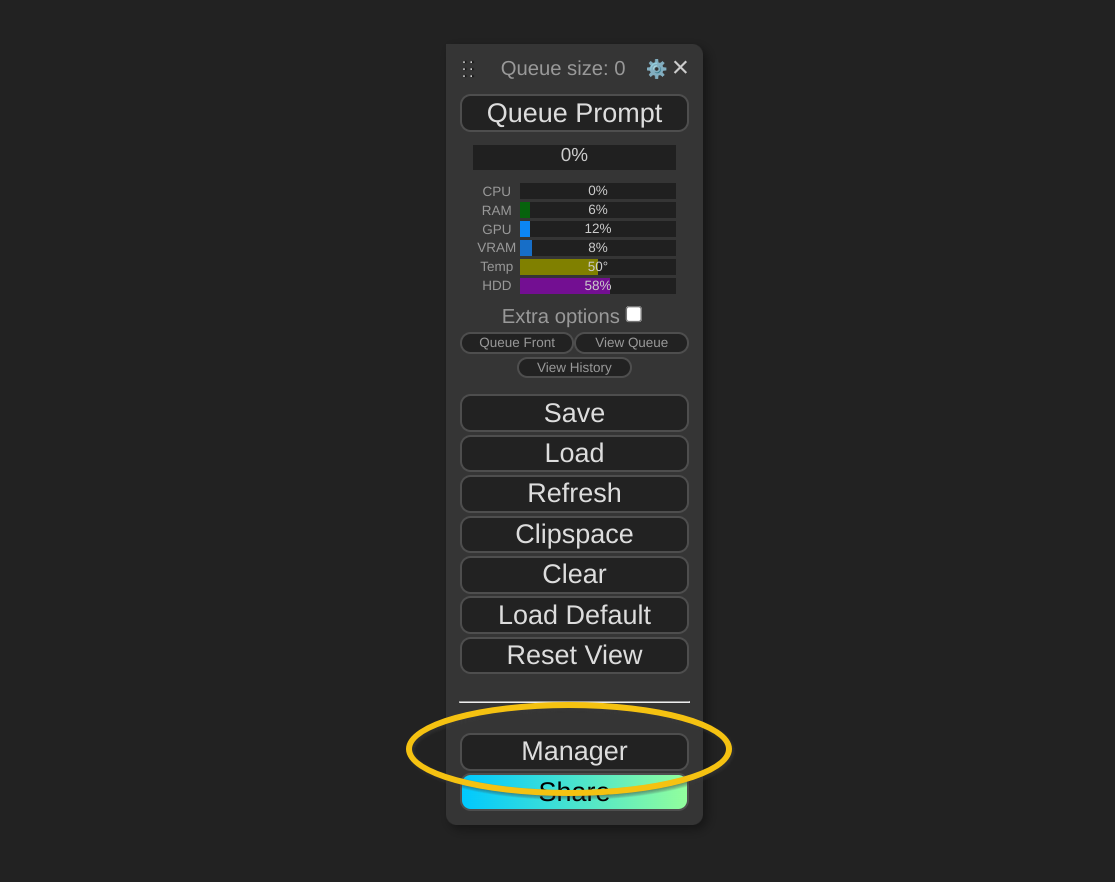 Queue size: 0
Queue Prompt
0%
CPU 0%
RAM 6%
GPU 12%
VRAM 8%
Temp 50°
HDD 58%
Extra options
Queue Front View Queue
View History
Save
Load
Refresh
Clipspace
Clear
Load Default
Reset View
Manager
Share